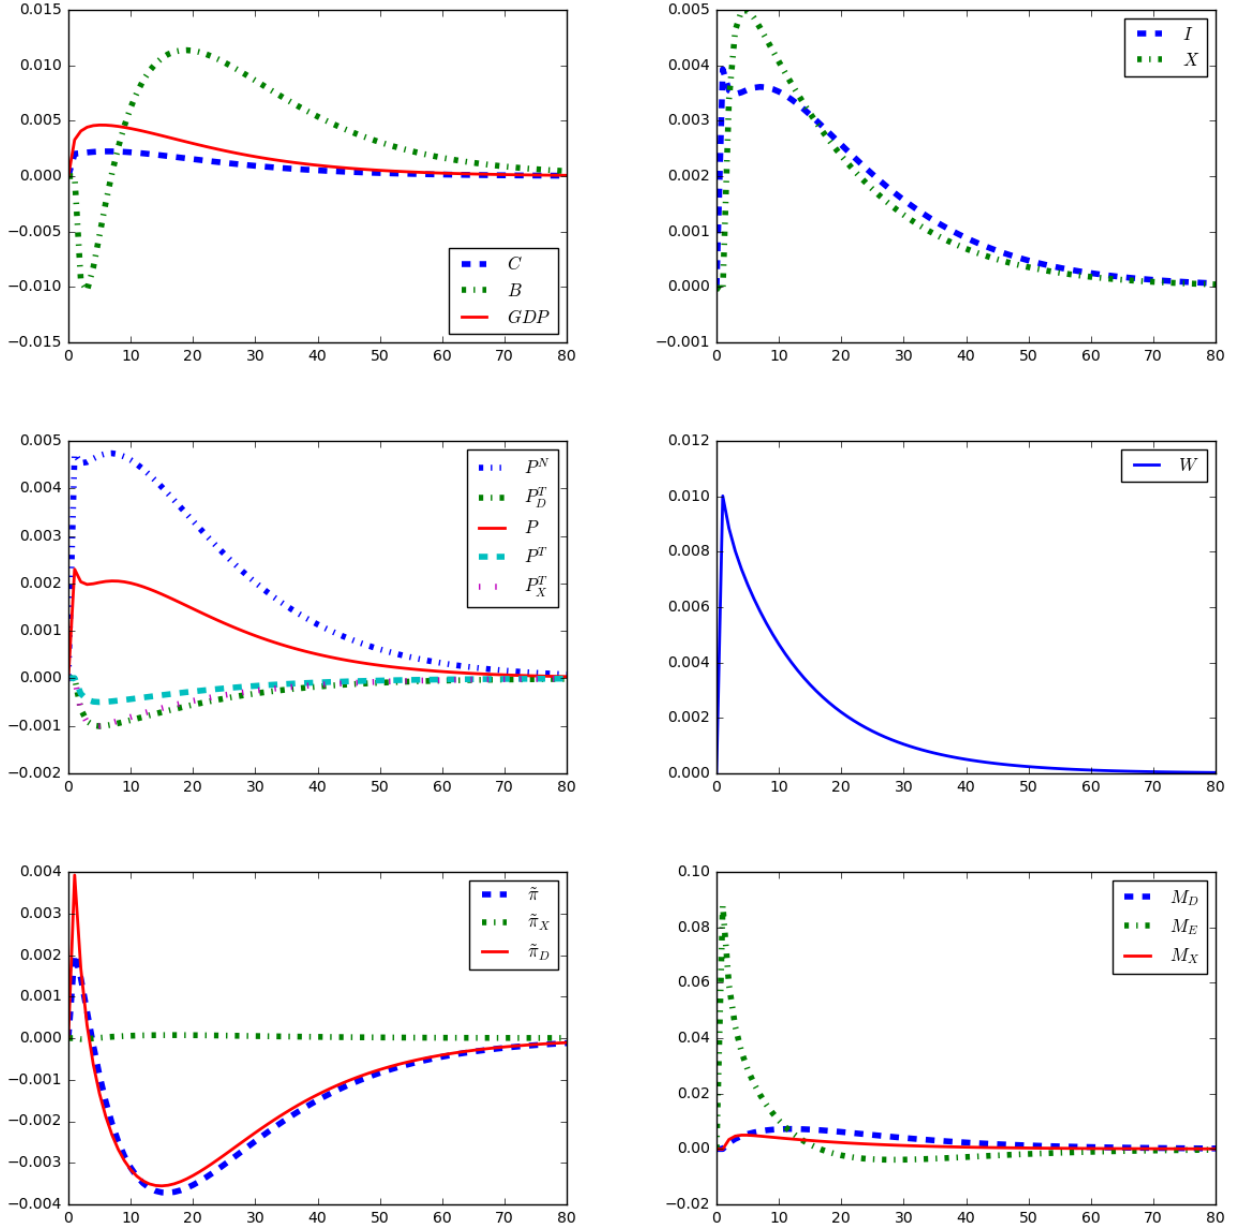 0.015
0.010
0.005
0.000
−0.005
−0.010
−0.015
0 10 20 30 40 50 60 70 80
C
B
GDP
0.005
0.004
0.003
0.002
0.001
0.000
−0.001
0 10 20 30 40 50 60 70 80
I
X
0.005
0.004
0.003
0.002
0.001
0.000
−0.001
−0.002
0 10 20 30 40 50 60 70 80
P^N
P_D^T
P
P^T
P_X^T
0.012
0.010
0.008
0.006
0.004
0.002
0.000
0 10 20 30 40 50 60 70 80
W
0.004
0.003
0.002
0.001
0.000
−0.001
−0.002
−0.003
−0.004
0 10 20 30 40 50 60 70 80
π̃
π̃_X
π̃_D
0.10
0.08
0.06
0.04
0.02
0.00
−0.02
0 10 20 30 40 50 60 70 80
M_D
M_E
M_X